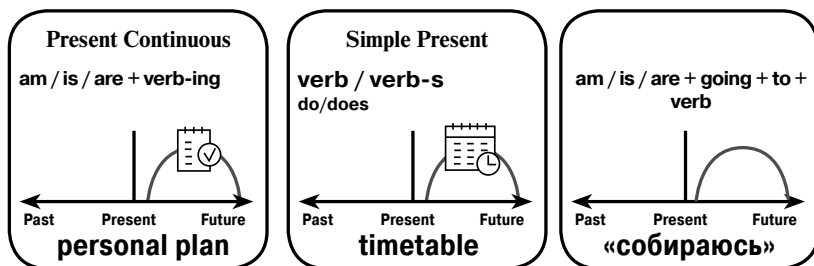 Present Continuous
am / is / are + verb-ing
Past Present Future
personal plan
Simple Present
verb / verb-s
do/does
Past Present Future
timetable
am / is / are + going + to +
verb
Past Present Future
«собираюсь»